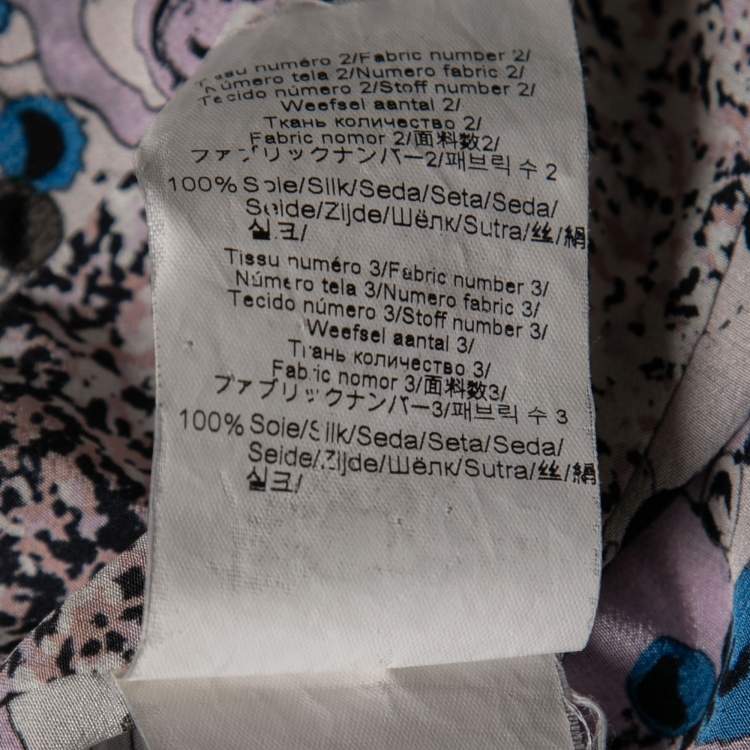 Tissu numéro 2/Fabric number 2/
Número tela 2/Numero fabric 2/
Tecido número 2/Stoff number 2/
Weefsel aantal 2/
Ткань количество 2/
Fabric nomor 2/面料数2/
ファブリックナンバー2/패브릭 수 2
100% Soie/Silk/Seda/Seta/Seda/
Seide/Zijde/Шёлк/Sutra/丝/絹
실크/
Tissu numéro 3/Fabric number 3/
Número tela 3/Numero fabric 3/
Tecido número 3/Stoff number 3/
Weefsel aantal 3/
Ткань количество 3/
Fabric nomor 3/面料数3/
ファブリックナンバー3/패브릭 수 3
100% Soie/Silk/Seda/Seta/Seda/
Seide/Zijde/Шёлк/Sutra/丝/絹
실크/